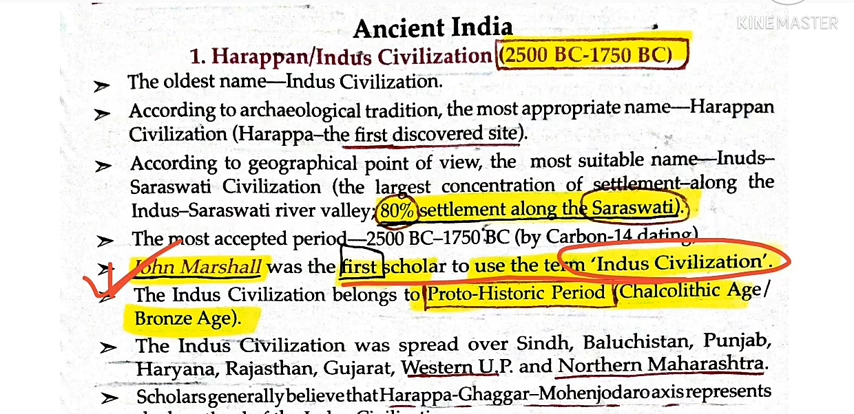 Ancient India
KINEMASTER
1. Harappan/Indus Civilization (2500 BC-1750 BC)
➢ The oldest name—Indus Civilization.
➢ According to archaeological tradition, the most appropriate name—Harappan
Civilization (Harappa–the first discovered site).
➢ According to geographical point of view, the most suitable name—Inuds–
Saraswati Civilization (the largest concentration of settlement–along the
Indus–Saraswati river valley; 80% settlement along the Saraswati).
➢ The most accepted period—2500 BC–1750 BC (by Carbon-14 dating)
➢ John Marshall was the first scholar to use the term 'Indus Civilization'.
➢ The Indus Civilization belongs to Proto-Historic Period (Chalcolithic Age/
Bronze Age).
➢ The Indus Civilization was spread over Sindh, Baluchistan, Punjab,
Haryana, Rajasthan, Gujarat, Western U.P. and Northern Maharashtra.
➢ Scholars generally believe that Harappa-Ghaggar–Mohenjodaro axis represents